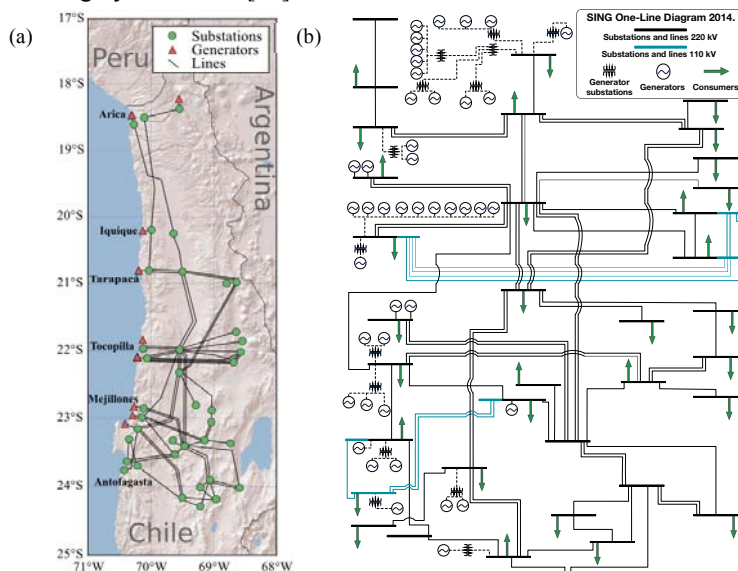 (a)
Substations
Generators
Lines
Peru
Argentina
Chile
Arica
Iquique
Tarapacá
Tocopilla
Mejillones
Antofagasta
17°S
18°S
19°S
20°S
21°S
22°S
23°S
24°S
25°S
71°W
70°W
69°W
68°W
(b)
SING One-Line Diagram 2014.
Substations and lines 220 kV
Substations and lines 110 kV
Generator substations
Generators
Consumers